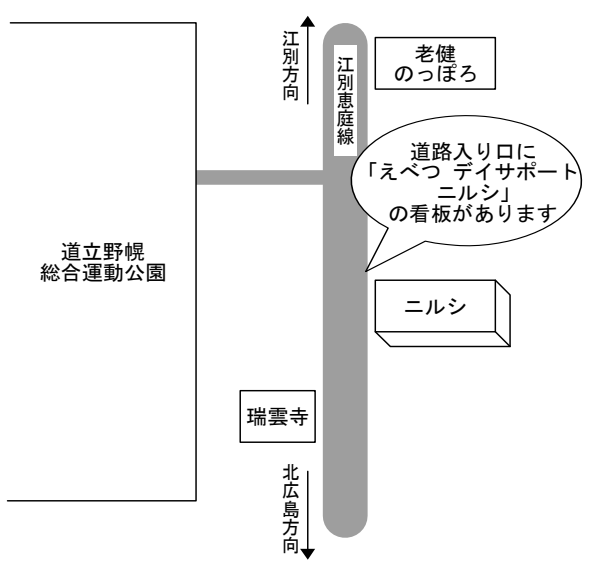 江別方向
江別恵庭線
老健
のっぽろ
道路入り口に
「えべつ デイサポート
ニルシ」
の看板があります
道立野幌
総合運動公園
ニルシ
瑞雲寺
北広島方向